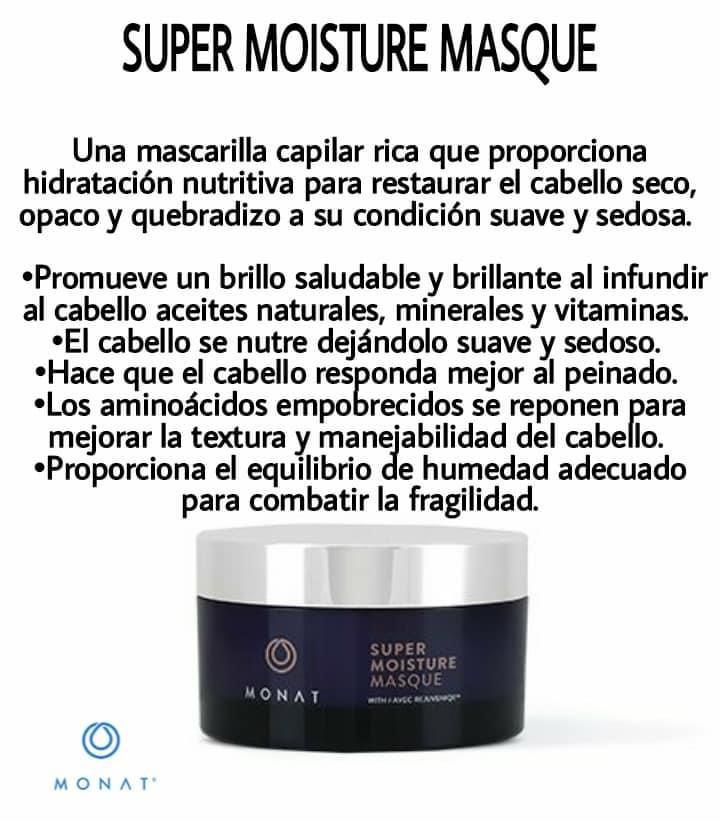 SUPER MOISTURE MASQUE
Una mascarilla capilar rica que proporciona
hidratación nutritiva para restaurar el cabello seco,
opaco y quebradizo a su condición suave y sedosa.
•Promueve un brillo saludable y brillante al infundir
al cabello aceites naturales, minerales y vitaminas.
•El cabello se nutre dejándolo suave y sedoso.
•Hace que el cabello responda mejor al peinado.
•Los aminoácidos empobrecidos se reponen para
mejorar la textura y manejabilidad del cabello.
•Proporciona el equilibrio de humedad adecuado
para combatir la fragilidad.
MONAT
SUPER
MOISTURE
MASQUE
WITH / AVEC REJUVENIQE™
MONAT®